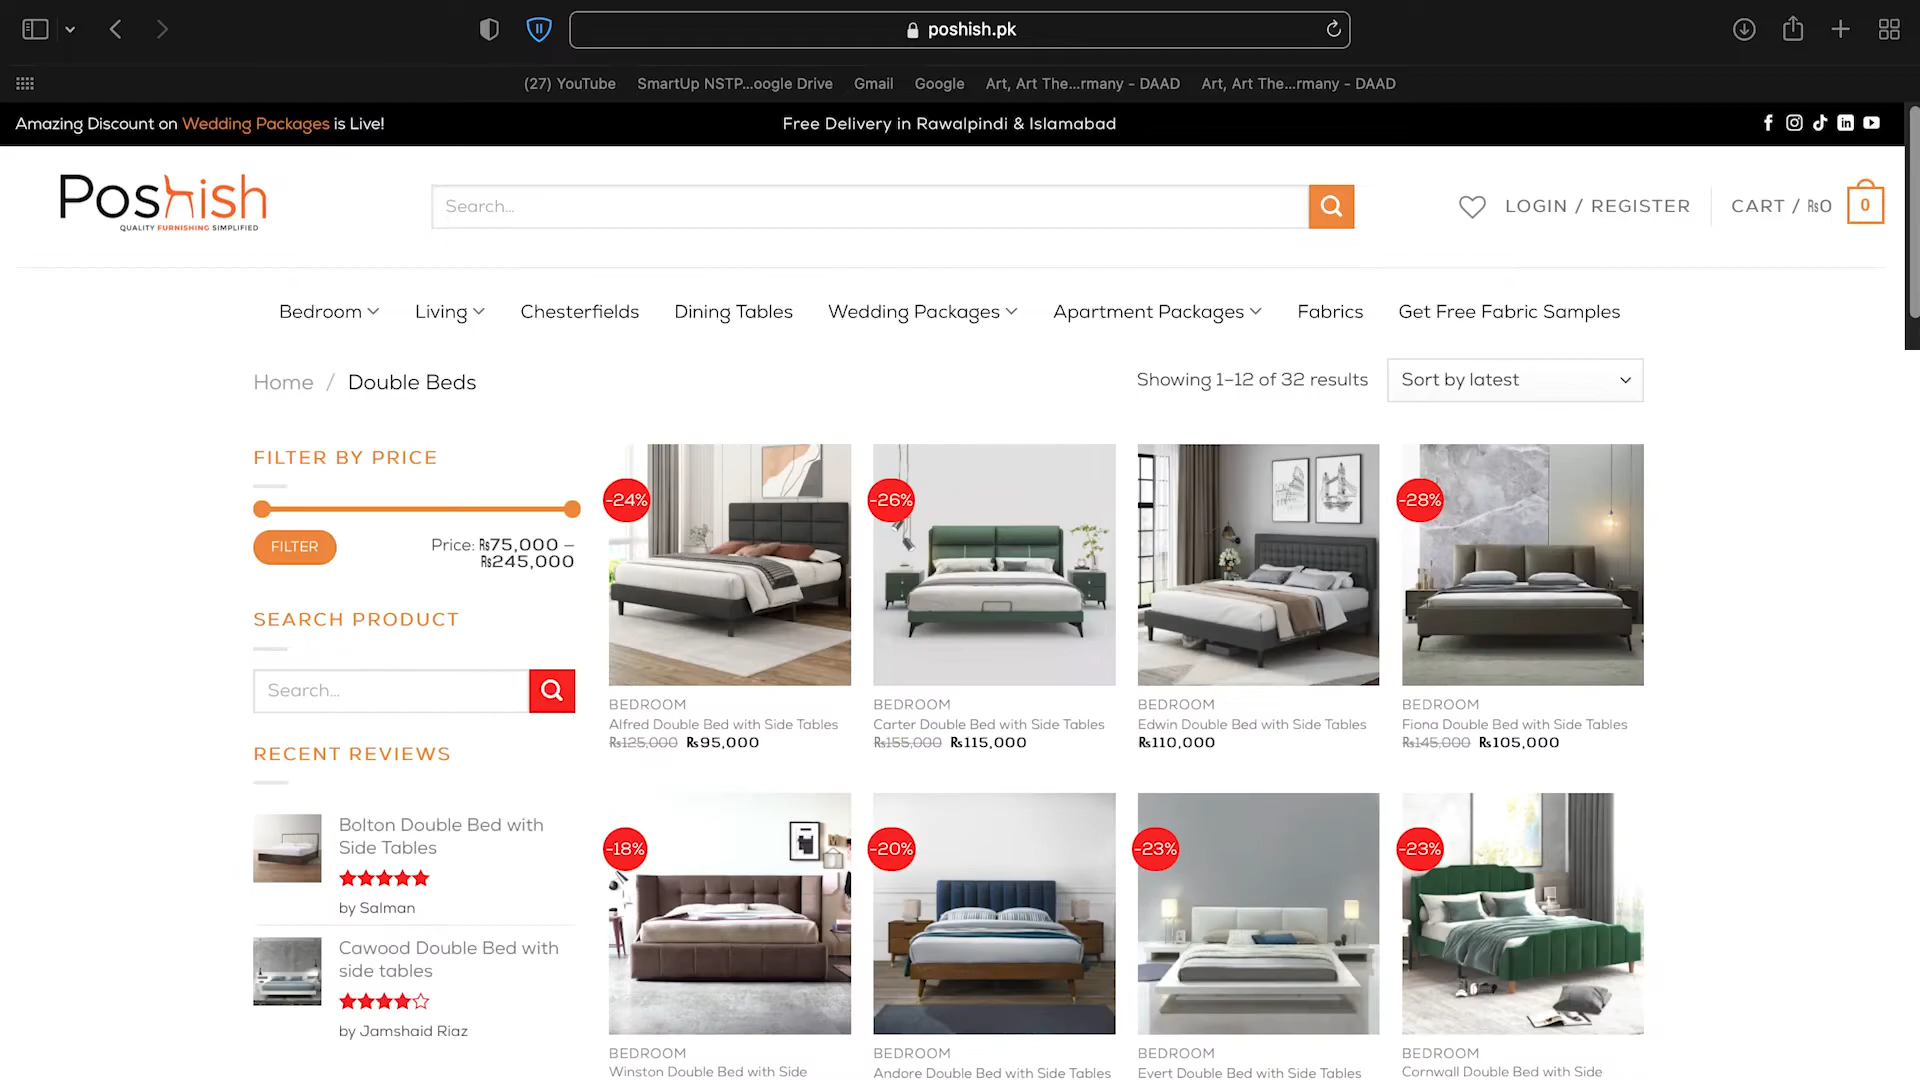 poshish.pk
(27) YouTube
SmartUp NSTP...oogle Drive
Gmail
Google
Art, Art The...rmany - DAAD
Art, Art The...rmany - DAAD
Amazing Discount on Wedding Packages is Live!
Free Delivery in Rawalpindi & Islamabad
Poshish
QUALITY FURNISHING SIMPLIFIED
Search...
LOGIN / REGISTER
CART / ₨0
0
Bedroom
Living
Chesterfields
Dining Tables
Wedding Packages
Apartment Packages
Fabrics
Get Free Fabric Samples
Home / Double Beds
Showing 1–12 of 32 results
Sort by latest
FILTER BY PRICE
FILTER
Price: ₨75,000 —
₨245,000
SEARCH PRODUCT
Search...
RECENT REVIEWS
Bolton Double Bed with
Side Tables
by Salman
Cawood Double Bed with
side tables
by Jamshaid Riaz
-24%
BEDROOM
Alfred Double Bed with Side Tables
₨125,000 ₨95,000
-26%
BEDROOM
Carter Double Bed with Side Tables
₨155,000 ₨115,000
BEDROOM
Edwin Double Bed with Side Tables
₨110,000
-28%
BEDROOM
Fiona Double Bed with Side Tables
₨145,000 ₨105,000
-18%
BEDROOM
Winston Double Bed with Side
-20%
BEDROOM
Andore Double Bed with Side Tables
-23%
BEDROOM
Evert Double Bed with Side Tables
-23%
BEDROOM
Cornwall Double Bed with Side